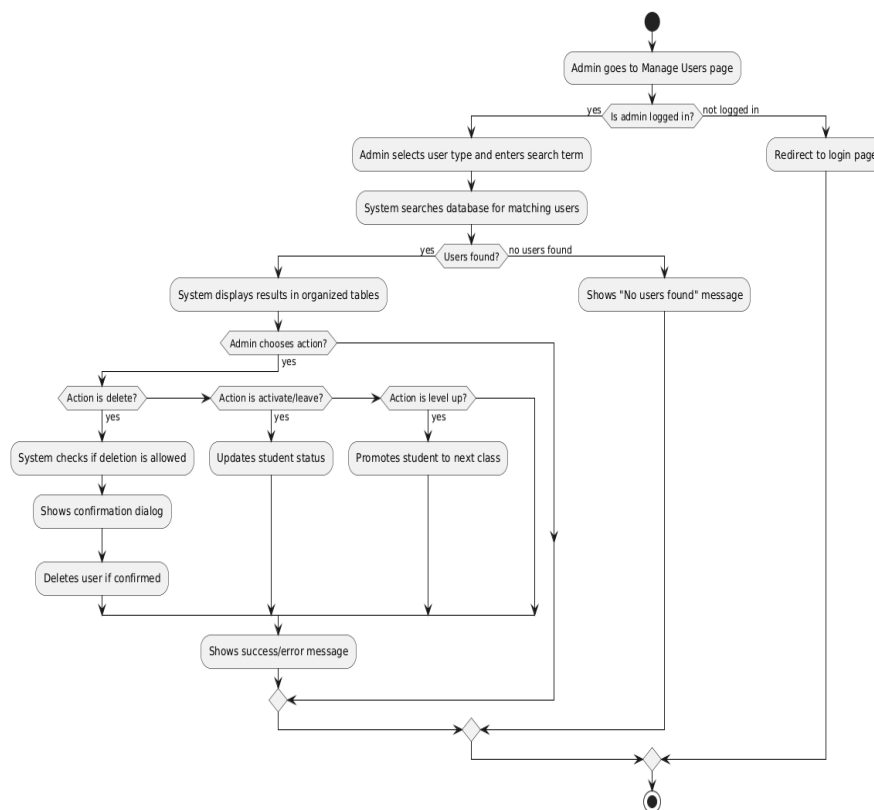 Admin goes to Manage Users page
yes
Is admin logged in?
not logged in
Admin selects user type and enters search term
Redirect to login page
System searches database for matching users
yes
Users found?
no users found
System displays results in organized tables
Shows "No users found" message
Admin chooses action?
yes
Action is delete?
Action is activate/leave?
Action is level up?
yes
yes
yes
System checks if deletion is allowed
Updates student status
Promotes student to next class
Shows confirmation dialog
Deletes user if confirmed
Shows success/error message